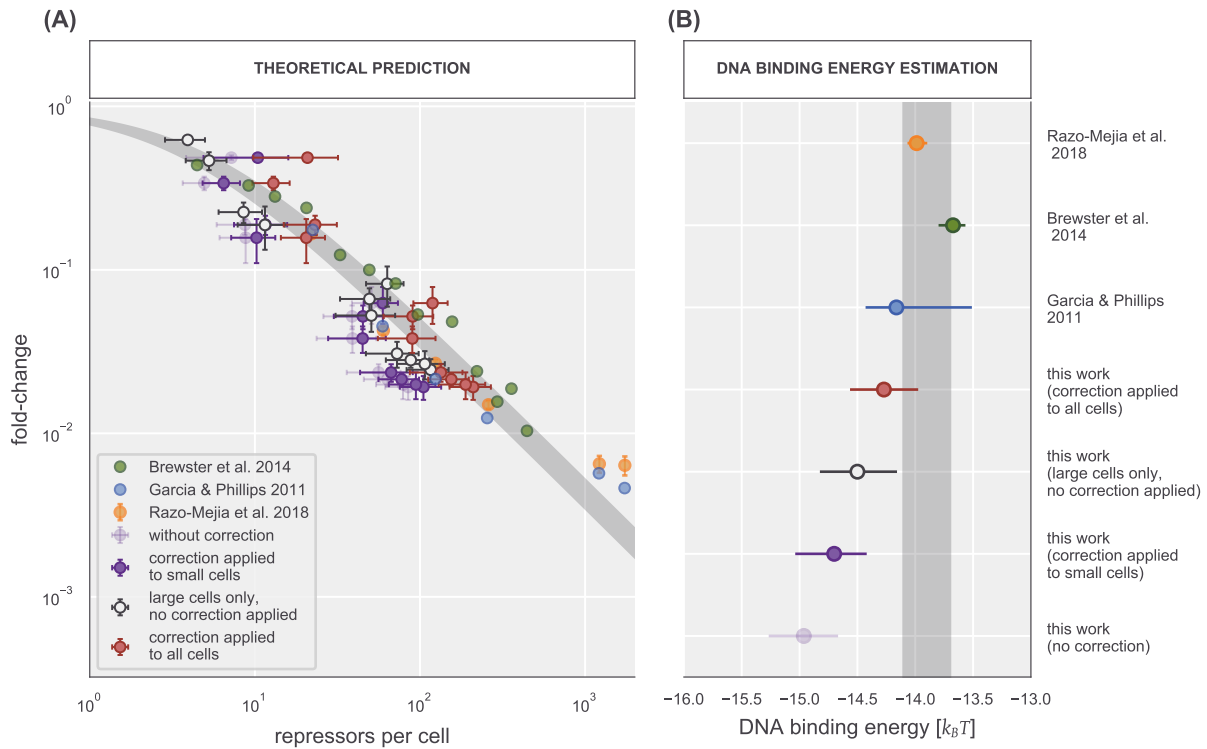 (A)
THEORETICAL PREDICTION
10^0
10^−1
10^−2
10^−3
fold-change
Brewster et al. 2014
Garcia & Phillips 2011
Razo-Mejia et al. 2018
without correction
correction applied
to small cells
large cells only,
no correction applied
correction applied
to all cells
10^0 10^1 10^2 10^3
repressors per cell
(B)
DNA BINDING ENERGY ESTIMATION
Razo-Mejia et al.
2018
Brewster et al.
2014
Garcia & Phillips
2011
this work
(correction applied
to all cells)
this work
(large cells only,
no correction applied)
this work
(correction applied
to small cells)
this work
(no correction)
−16.0 −15.5 −15.0 −14.5 −14.0 −13.5 −13.0
DNA binding energy [k_BT]